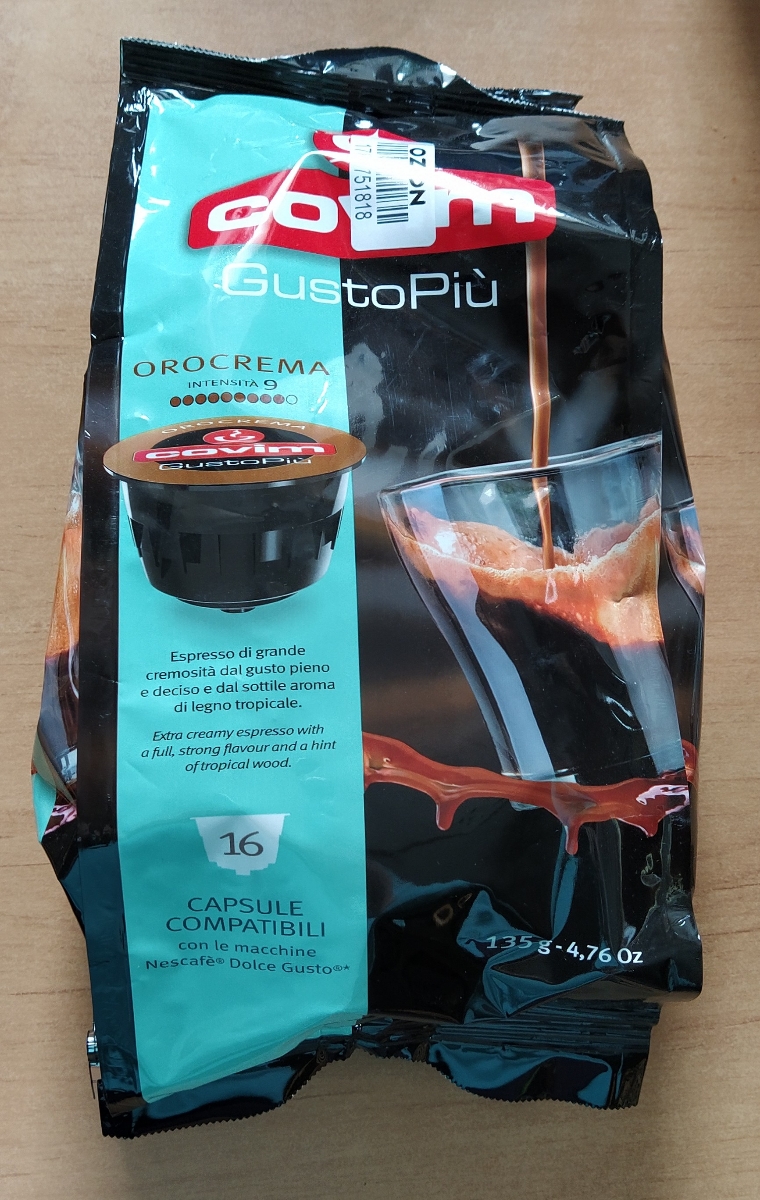 OZON
751818
covim
GustoPiù
OROCREMA
INTENSITÀ 9
OROCREMA
covim
GustoPiù
Espresso di grande
cremosità dal gusto pieno
e deciso e dal sottile aroma
di legno tropicale.
Extra creamy espresso with
a full, strong flavour and a hint
of tropical wood.
16
CAPSULE
COMPATIBILI
con le macchine
Nescafè® Dolce Gusto®*
135 g - 4,76 Oz